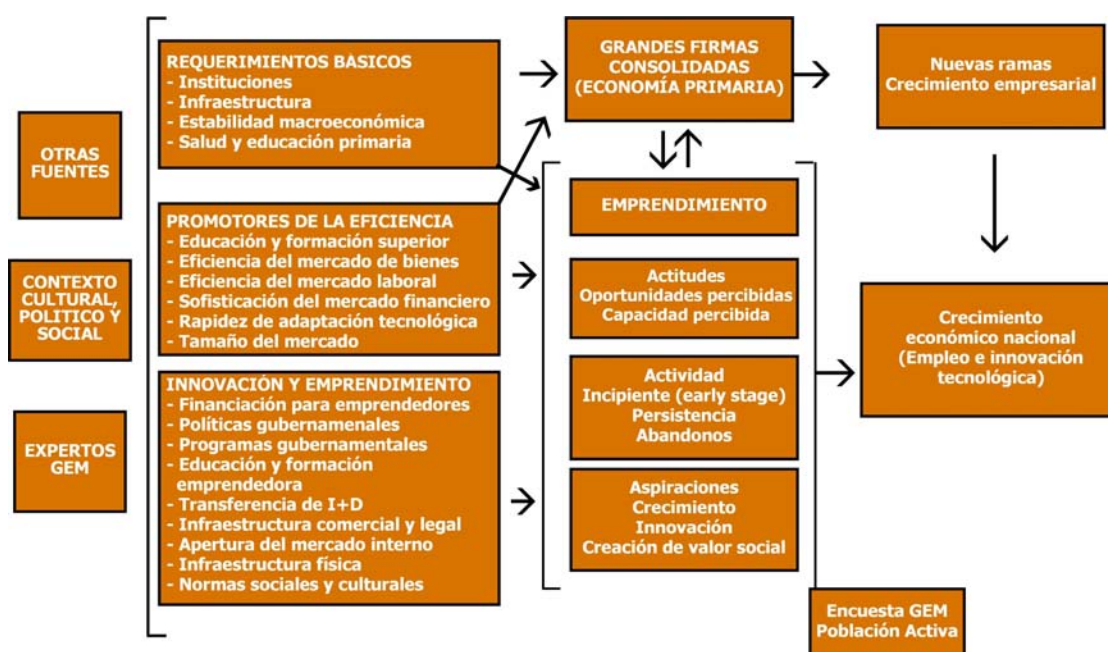 OTRAS
FUENTES
CONTEXTO
CULTURAL,
POLITICO Y
SOCIAL
EXPERTOS
GEM
REQUERIMIENTOS BÀSICOS
- Instituciones
- Infraestructura
- Estabilidad macroeconómica
- Salud y educación primaria
PROMOTORES DE LA EFICIENCIA
- Educación y formación superior
- Eficiencia del mercado de bienes
- Eficiencia del mercado laboral
- Sofisticación del mercado financiero
- Rapidez de adaptación tecnológica
- Tamaño del mercado
INNOVACIÓN Y EMPRENDIMIENTO
- Financiación para emprendedores
- Políticas gubernamenales
- Programas gubernamentales
- Educación y formación
emprendedora
- Transferencia de I+D
- Infraestructura comercial y legal
- Apertura del mercado interno
- Infraestructura física
- Normas sociales y culturales
GRANDES FIRMAS
CONSOLIDADAS
(ECONOMÍA PRIMARIA)
EMPRENDIMIENTO
Actitudes
Oportunidades percibidas
Capacidad percibida
Actividad
Incipiente (early stage)
Persistencia
Abandonos
Aspiraciones
Crecimiento
Innovación
Creación de valor social
Nuevas ramas
Crecimiento empresarial
Crecimiento
económico nacional
(Empleo e innovación
tecnológica)
Encuesta GEM
Población Activa